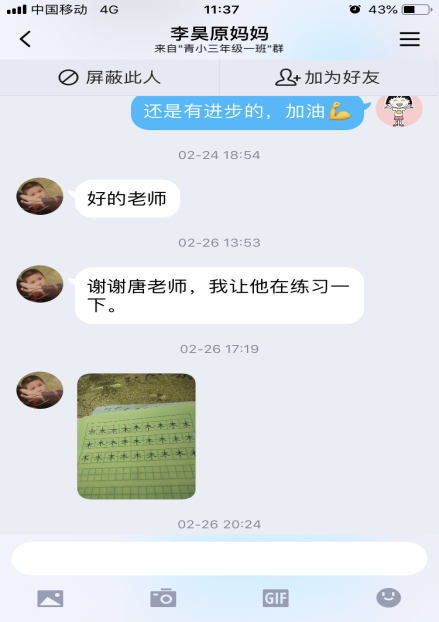 中国移动 4G 11:37 43%
李昊原妈妈
来自"青小三年级一班"群
屏蔽此人 加为好友
还是有进步的，加油💪
02-24 18:54
好的老师
02-26 13:53
谢谢唐老师，我让他在练习一
下。
02-26 17:19
02-26 20:24
GIF